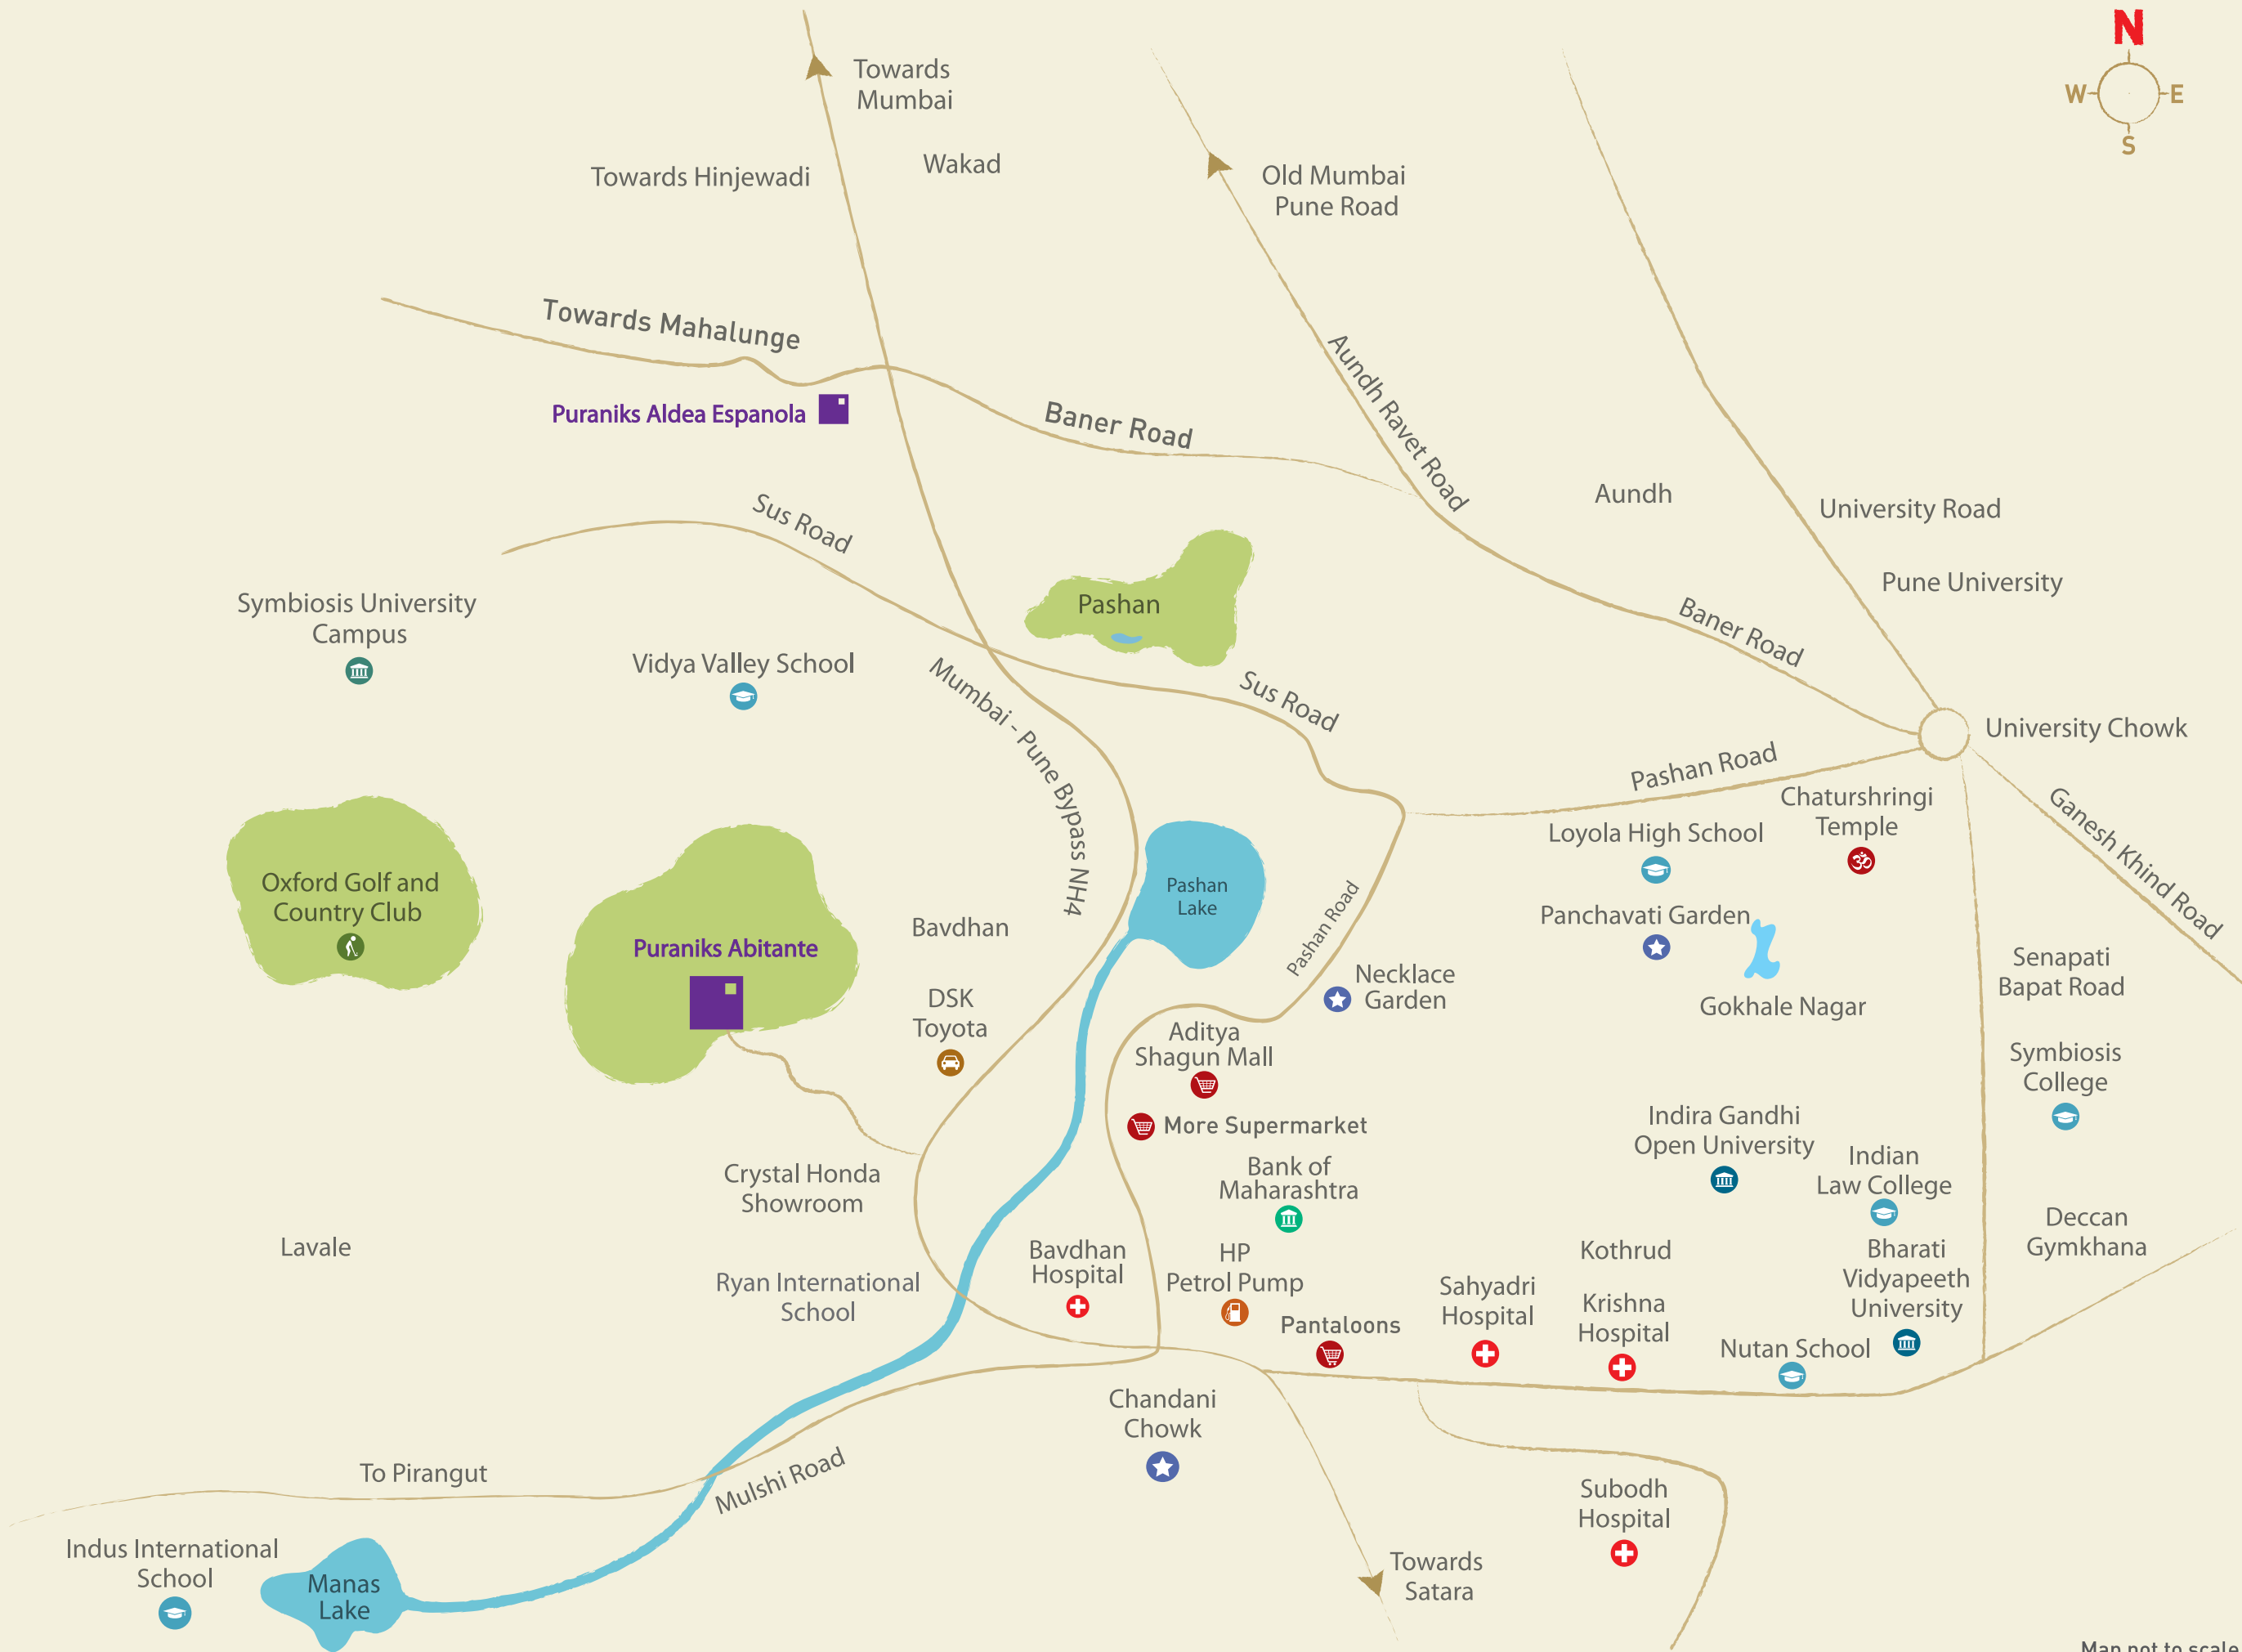 N
W
E
S
Towards
Mumbai
Wakad
Towards Hinjewadi
Old Mumbai
Pune Road
Towards Mahalunge
Puraniks Aldea Espanola
Baner Road
Aundh Ravet Road
Aundh
University Road
Sus Road
Pashan
Pune University
Symbiosis University
Campus
Vidya Valley School
Baner Road
Mumbai - Pune Bypass NH4
Sus Road
University Chowk
Pashan Road
Chaturshringi
Temple
Ganesh Khind Road
Loyola High School
Oxford Golf and
Country Club
Pashan
Lake
Pashan Road
Puraniks Abitante
Bavdhan
Panchavati Garden
Necklace
Garden
Senapati
Bapat Road
DSK
Toyota
Gokhale Nagar
Aditya
Shagun Mall
Symbiosis
College
More Supermarket
Indira Gandhi
Open University
Bank of
Maharashtra
Indian
Law College
Crystal Honda
Showroom
Lavale
Deccan
Gymkhana
Bavdhan
Hospital
HP
Petrol Pump
Kothrud
Bharati
Vidyapeeth
University
Ryan International
School
Sahyadri
Hospital
Krishna
Hospital
Pantaloons
Nutan School
Chandani
Chowk
To Pirangut
Mulshi Road
Subodh
Hospital
Indus International
School
Manas
Lake
Towards
Satara
Map not to scale